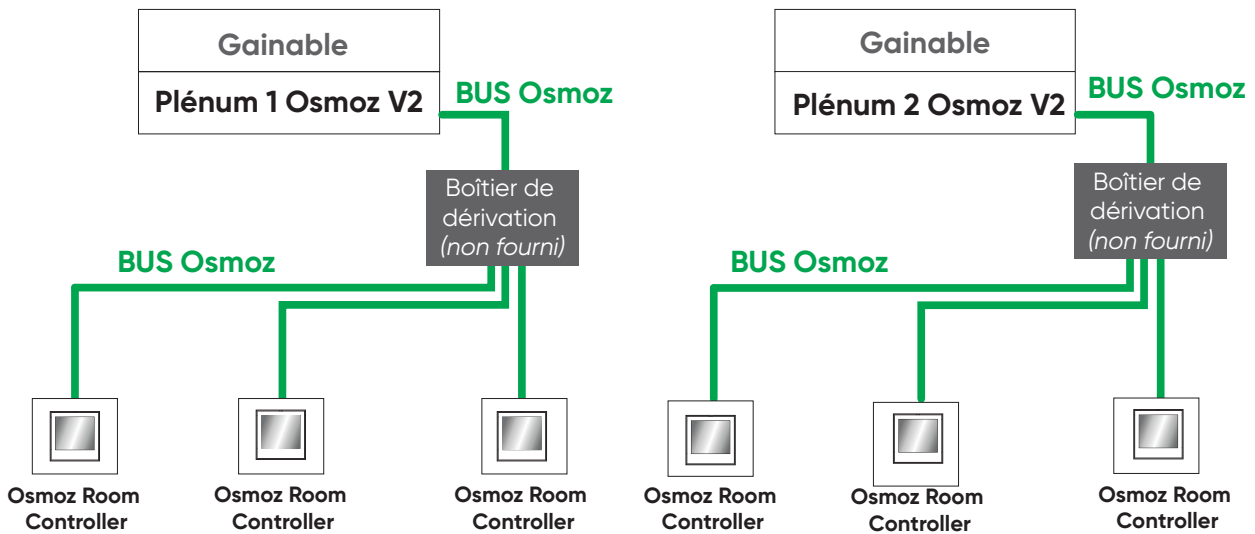 Gainable
Plénum 1 Osmoz V2
BUS Osmoz
Boîtier de
dérivation
(non fourni)
BUS Osmoz
Osmoz Room
Controller
Osmoz Room
Controller
Osmoz Room
Controller
Gainable
Plénum 2 Osmoz V2
BUS Osmoz
Boîtier de
dérivation
(non fourni)
BUS Osmoz
Osmoz Room
Controller
Osmoz Room
Controller
Osmoz Room
Controller